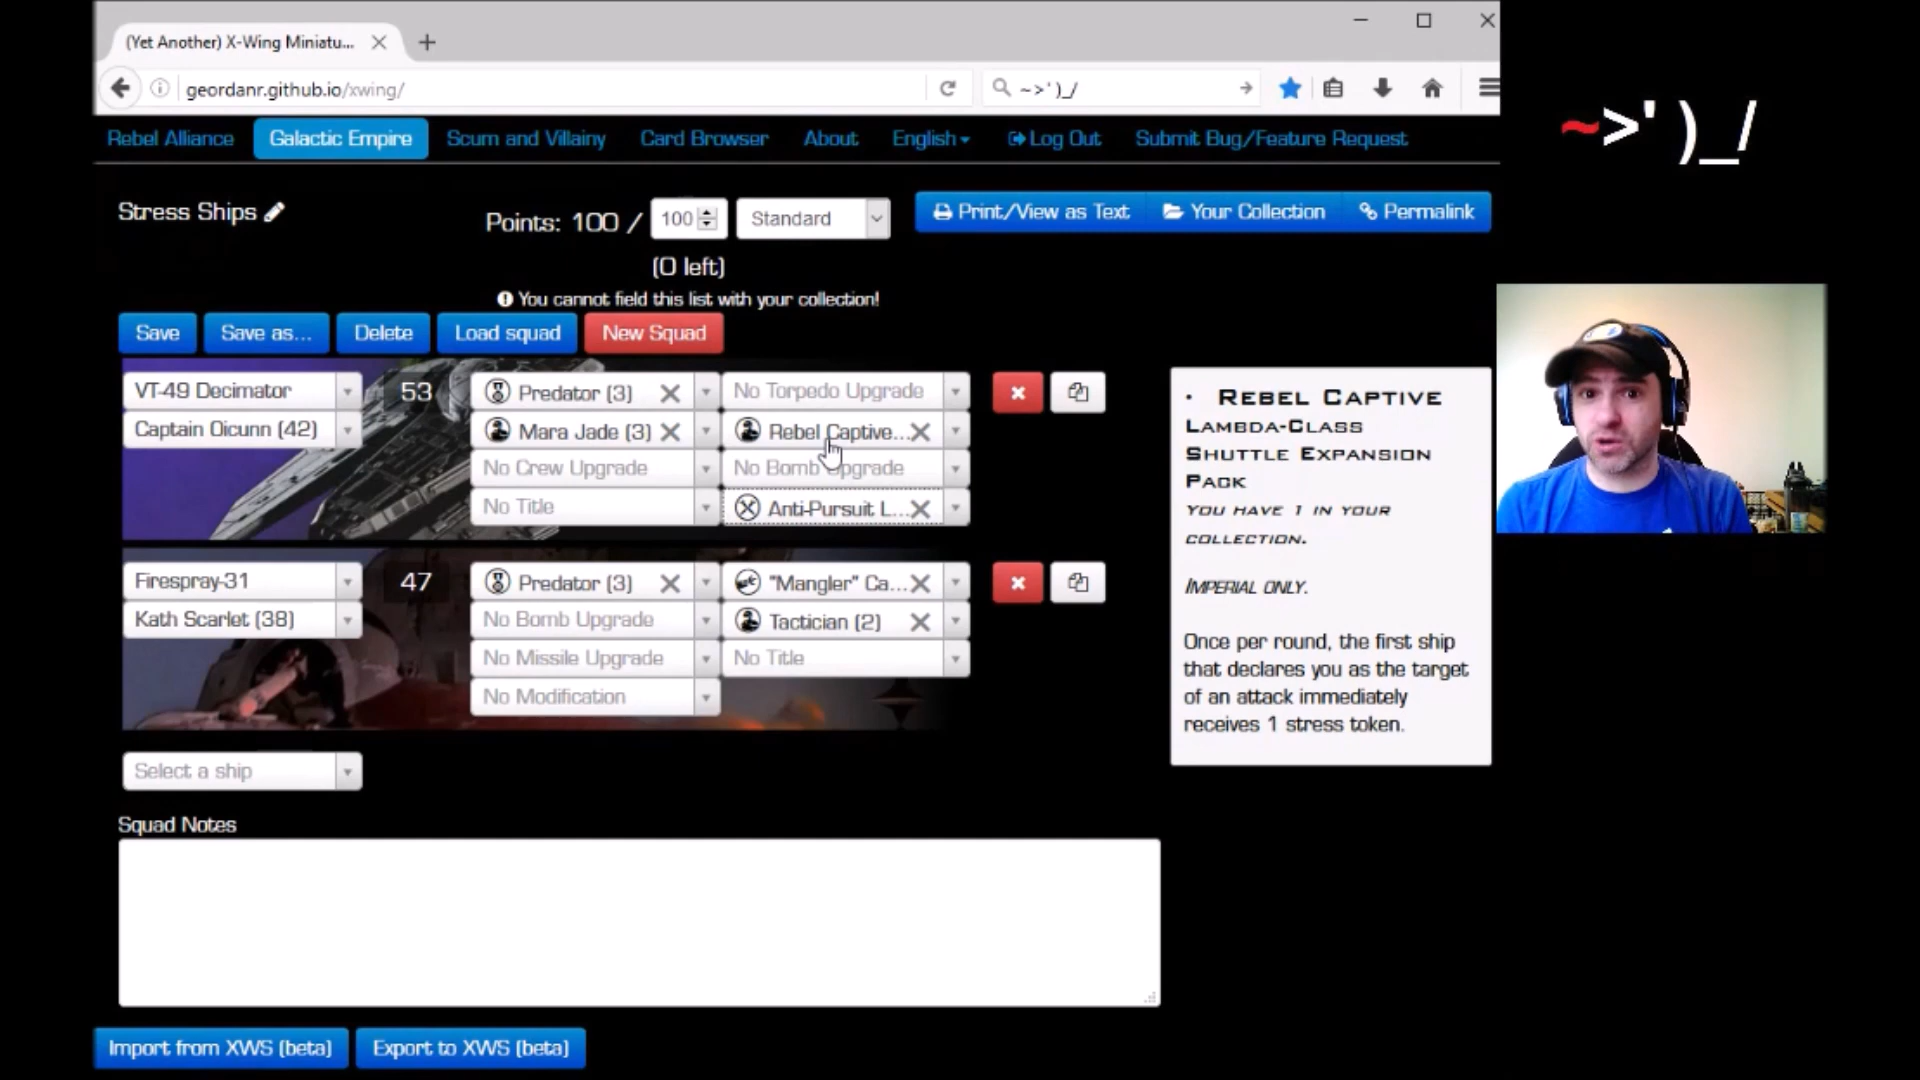 (Yet Another) X-Wing Miniatu...
geordanr.github.io/xwing/
~>')_/
Rebel Alliance
Galactic Empire
Scum and Villainy
Card Browser
About
English
Log Out
Submit Bug/Feature Request
~>' )_/
Stress Ships
Points: 100 / 100
Standard
Print/View as Text
Your Collection
Permalink
(0 left)
You cannot field this list with your collection!
Save
Save as...
Delete
Load squad
New Squad
VT-49 Decimator
53
Predator (3)
No Torpedo Upgrade
Captain Oicunn (42)
Mara Jade (3)
Rebel Captive...
No Crew Upgrade
No Bomb Upgrade
No Title
Anti-Pursuit L...
Firespray-31
47
Predator (3)
"Mangler" Ca...
Kath Scarlet (38)
No Bomb Upgrade
Tactician (2)
No Missile Upgrade
No Title
No Modification
Select a ship
· Rebel Captive
Lambda-Class
Shuttle Expansion
Pack
You have 1 in your
collection.
Imperial only.
Once per round, the first ship
that declares you as the target
of an attack immediately
receives 1 stress token.
Squad Notes
Import from XWS (beta)
Export to XWS (beta)